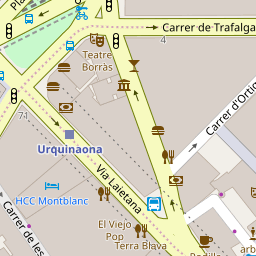 Pla
Carrer de Trafalga
4
Teatre
Borràs
71
Urquinaona
Via Laietana
Carrer d'Ortig
HCC Montblanc
El Viejo
Pop
Terra Blava
Carrer de les
arb